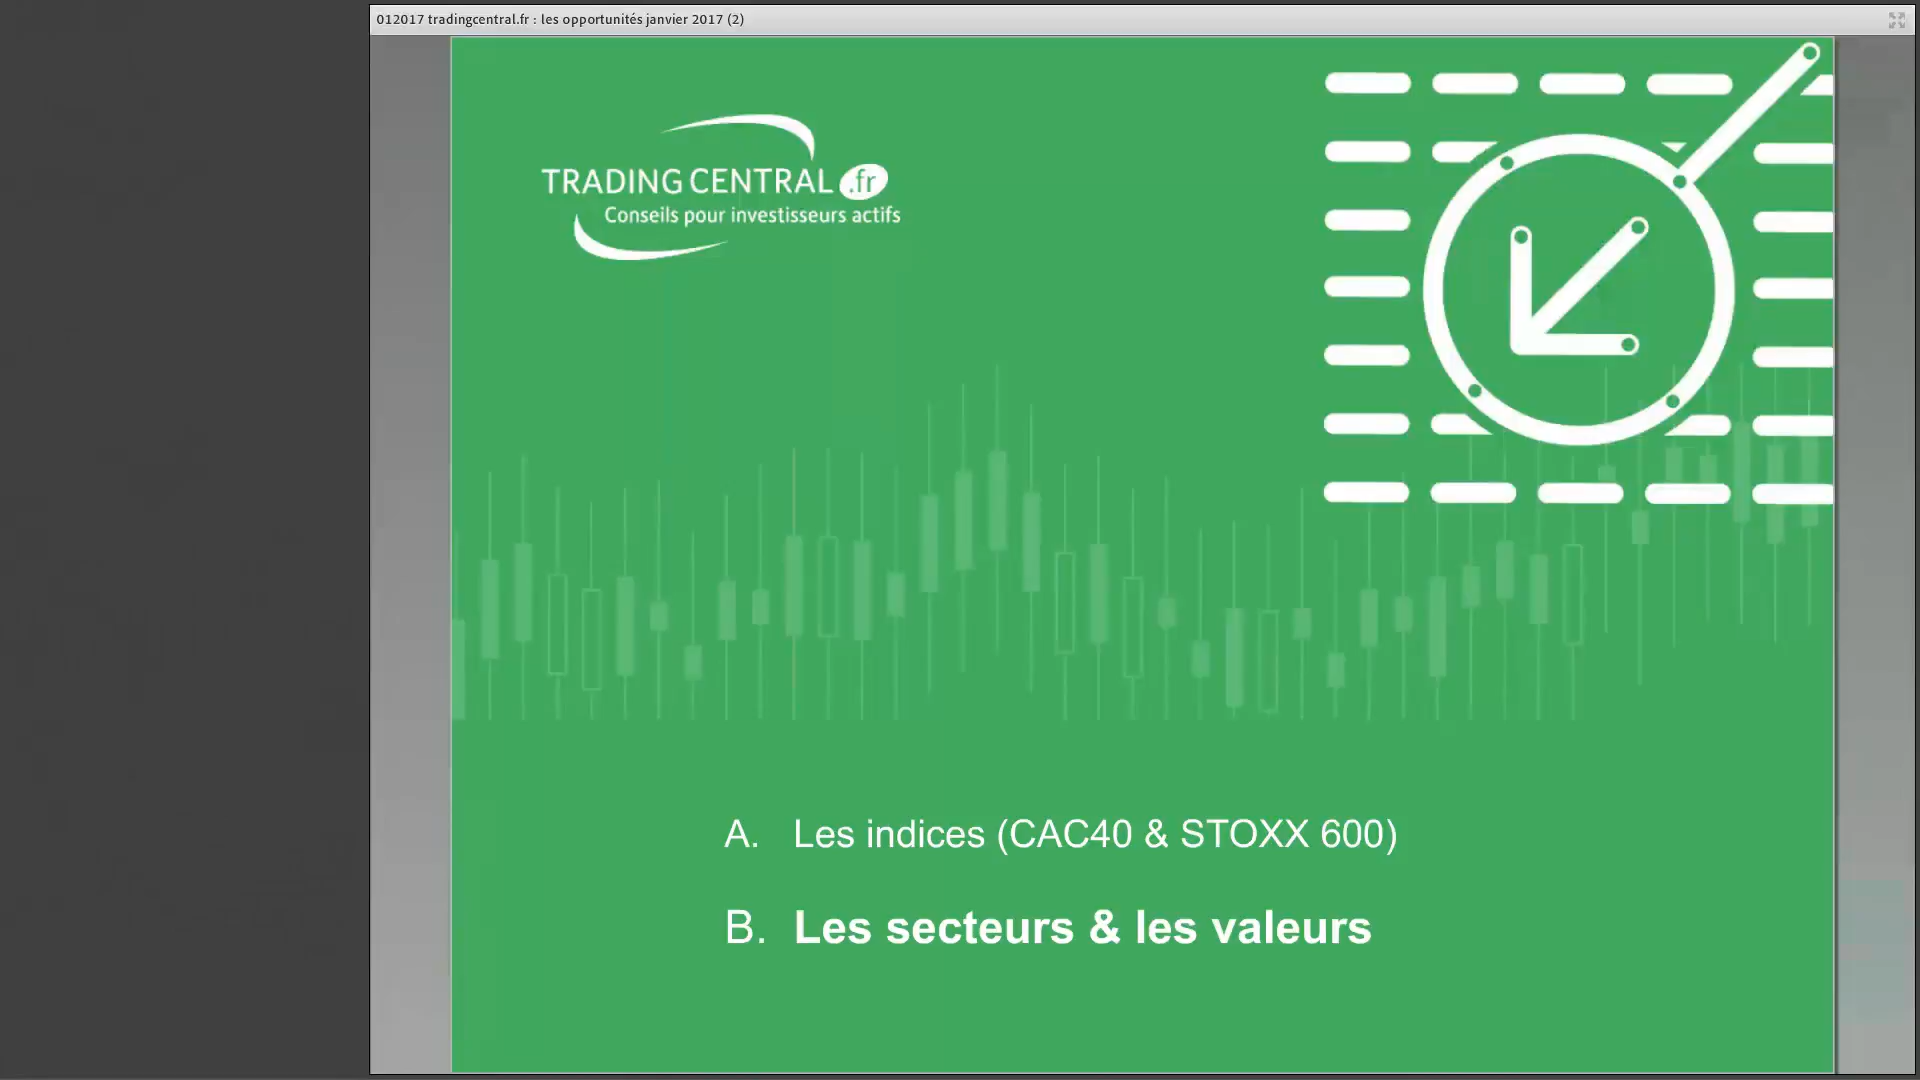 012017 tradingcentral.fr : les opportunités janvier 2017 (2)
TRADING CENTRAL .fr
Conseils pour investisseurs actifs
A. Les indices (CAC40 & STOXX 600)
B. Les secteurs & les valeurs